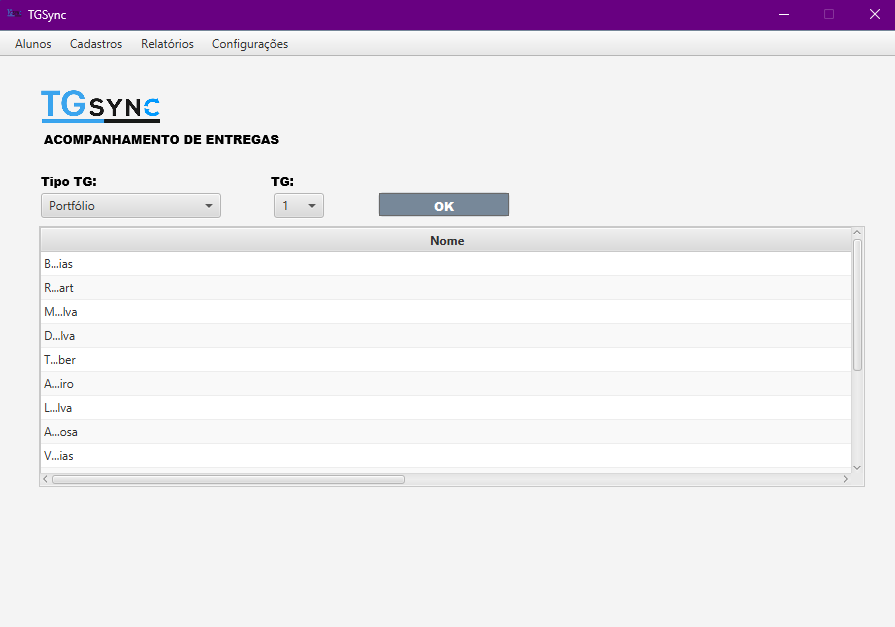 TGSync
Alunos Cadastros Relatórios Configurações
TGSYNC
ACOMPANHAMENTO DE ENTREGAS
Tipo TG: TG:
Portfólio 1 OK
Nome
B...ias
R...art
M...lva
D...lva
T...ber
A...iro
L...lva
A...osa
V...ias